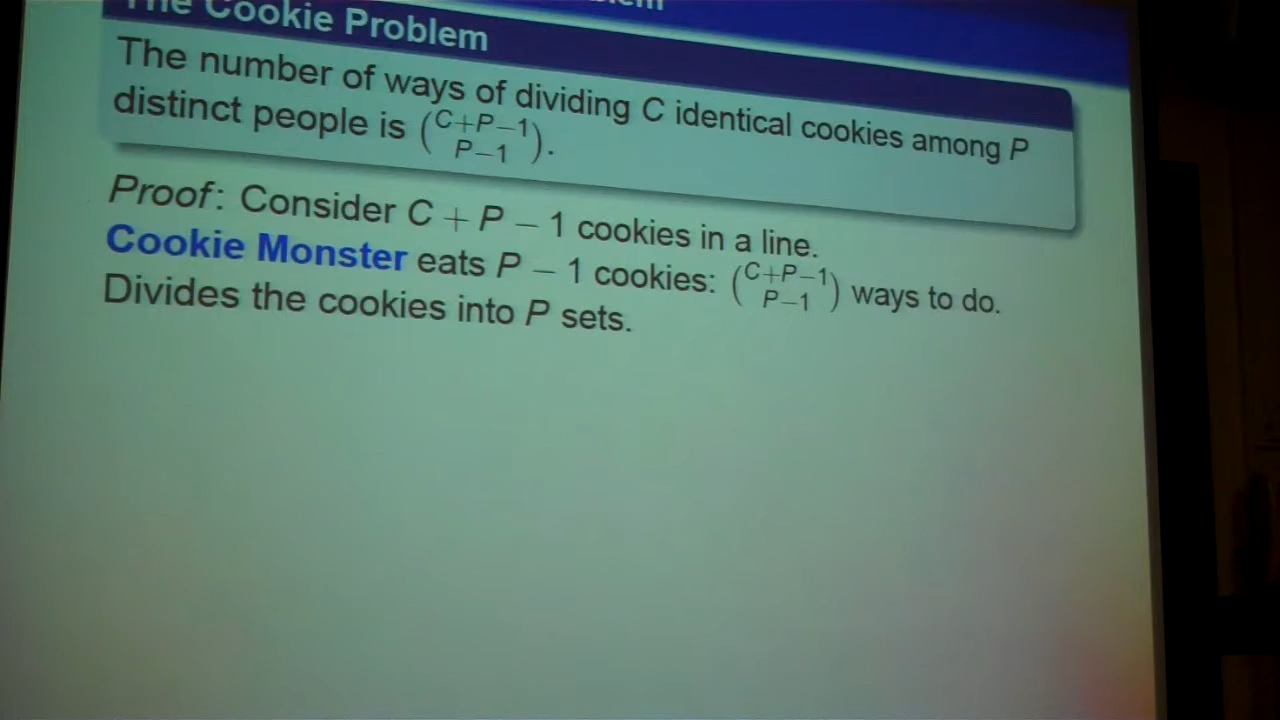 The Cookie Problem
The number of ways of dividing C identical cookies among P
distinct people is (C+P−1 P−1).
Proof: Consider C + P − 1 cookies in a line.
Cookie Monster eats P − 1 cookies: (C+P−1 P−1) ways to do.
Divides the cookies into P sets.